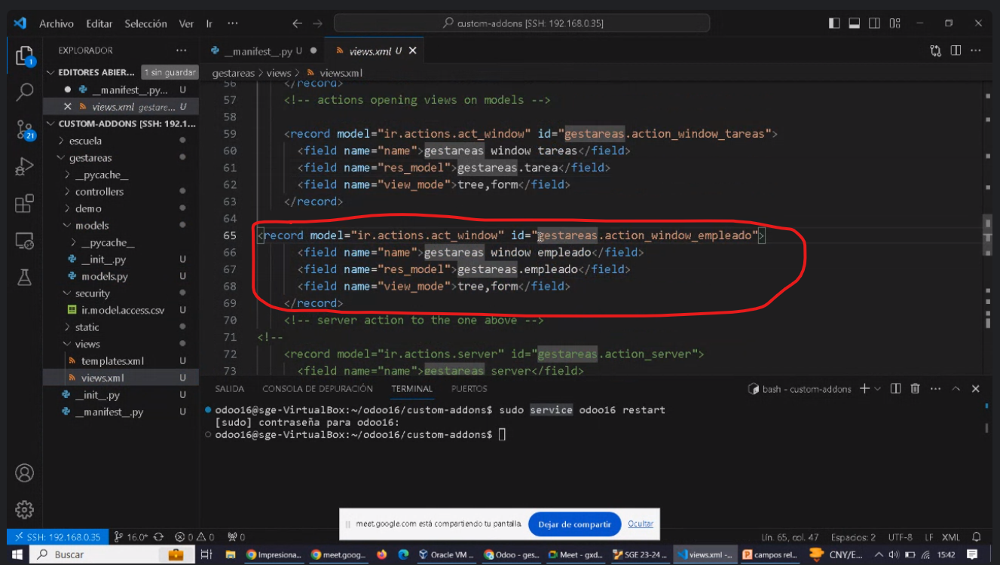 Archivo Editar Selección Ver Ir ··· custom-addons [SSH: 192.168.0.35]
EXPLORADOR ···
EDITORES ABIER... 1 sin guardar
__manifest__.py... U
views.xml gestare... U
CUSTOM-ADDONS [SSH: 192.1...
escuela
gestareas
__pycache__
controllers
demo
models
__pycache__
__init__.py U
models.py U
security
ir.model.access.csv U
static
views
templates.xml U
views.xml U
__init__.py U
__manifest__.py U
1
21
__manifest__.py U views.xml U
gestareas > views > views.xml
56 </record>
57 <!-- actions opening views on models -->
58
59 <record model="ir.actions.act_window" id="gestareas.action_window_tareas">
60 <field name="name">gestareas window tareas</field>
61 <field name="res_model">gestareas.tarea</field>
62 <field name="view_mode">tree,form</field>
63 </record>
64
65 <record model="ir.actions.act_window" id="gestareas.action_window_empleado">
66 <field name="name">gestareas window empleado</field>
67 <field name="res_model">gestareas.empleado</field>
68 <field name="view_mode">tree,form</field>
69 </record>
70 <!-- server action to the one above -->
71 <!--
72 <record model="ir.actions.server" id="gestareas.action_server">
73 <field name="name">gestareas server</field>
SALIDA CONSOLA DE DEPURACIÓN TERMINAL PUERTOS bash - custom-addons
odoo16@sge-VirtualBox:~/odoo16/custom-addons$ sudo service odoo16 restart
[sudo] contraseña para odoo16:
odoo16@sge-VirtualBox:~/odoo16/custom-addons$
meet.google.com está compartiendo tu pantalla. Dejar de compartir Ocultar
SSH: 192.168.0.35 16.0* 0 0 0 Lín. 65, col. 47 Espacios: 2 UTF-8 LF XML
Buscar Impresiona... meet.goog... Oracle VM ... Odoo - ges... Meet - gxd... SGE 23-24 ... views.xml -... campos rel... CNY/E... 15:42